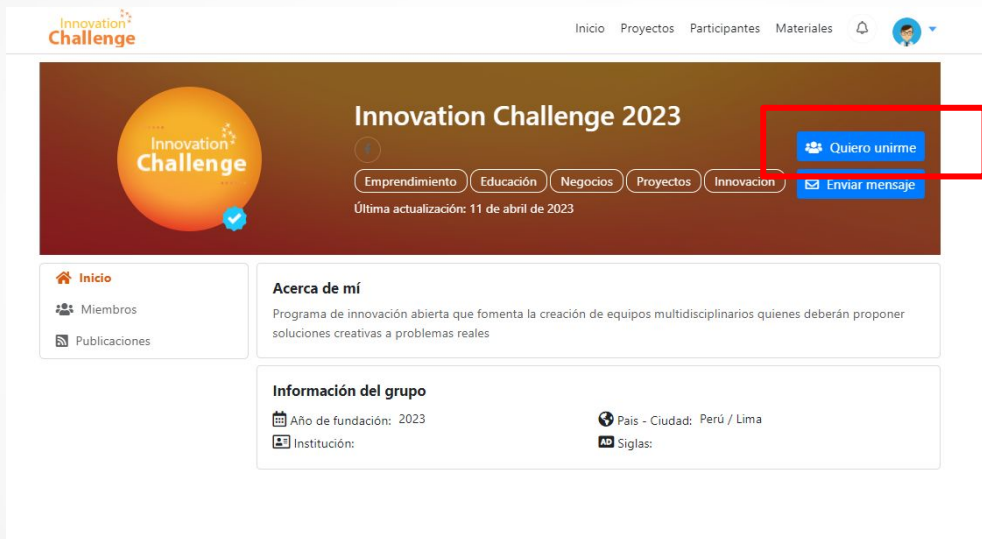 Innovation
Challenge
Inicio Proyectos Participantes Materiales
Innovation
Challenge
Innovation Challenge 2023
Emprendimiento Educación Negocios Proyectos Innovacion
Última actualización: 11 de abril de 2023
Quiero unirme
Enviar mensaje
Inicio
Miembros
Publicaciones
Acerca de mí
Programa de innovación abierta que fomenta la creación de equipos multidisciplinarios quienes deberán proponer
soluciones creativas a problemas reales
Información del grupo
Año de fundación: 2023
Pais - Ciudad: Perú / Lima
Institución:
AD Siglas: